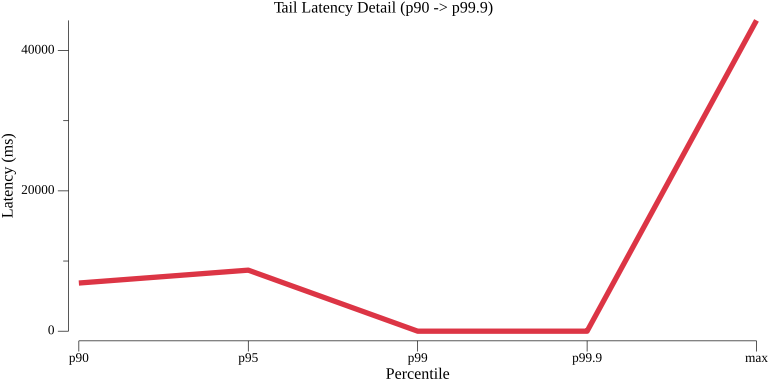 Tail Latency Detail (p90 -> p99.9)
40000
20000
0
Latency (ms)
p90 p95 p99 p99.9 max
Percentile